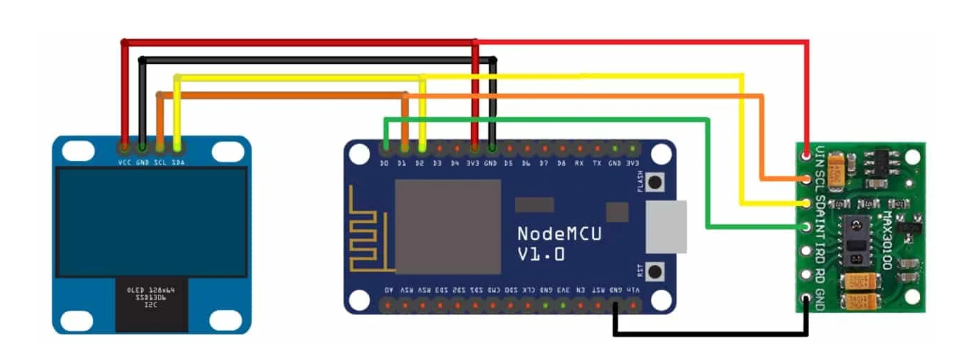 VCC GND SCL SDA
OLED 128x64
SSD1306
I2C
D0 D1 D2 D3 D4 3V3 GND D5 D6 D7 D8 RX TX GND 3V3
FLASH
NodeMCU
V1.0
RST
A0 RSV RSV SD3 SD2 SD1 CMD SD0 CLK GND 3V3 EN RST GND Vin
VIN
SCL
SDA
INT
IRD
RD
GND
MAX30100